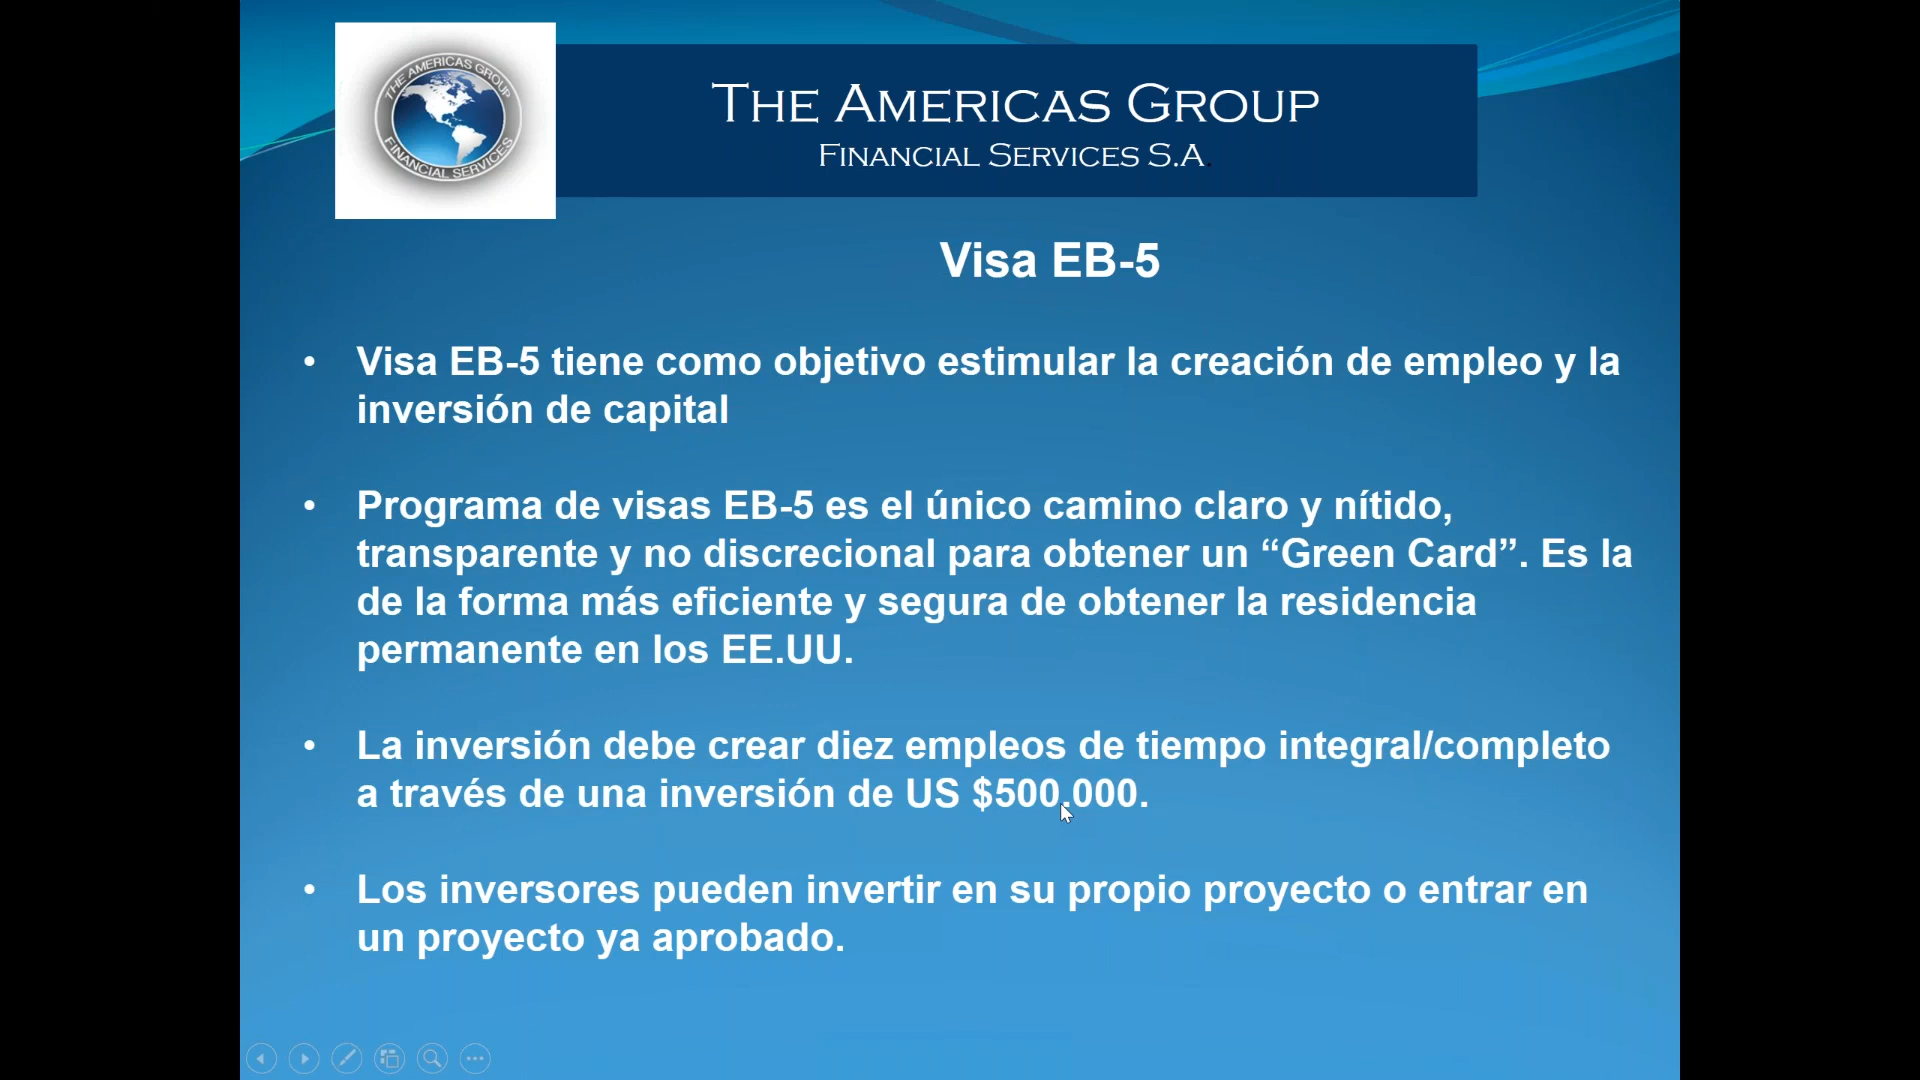 THE AMERICAS GROUP
FINANCIAL SERVICES
THE AMERICAS GROUP
FINANCIAL SERVICES S.A.
Visa EB-5
• Visa EB-5 tiene como objetivo estimular la creación de empleo y la
inversión de capital
• Programa de visas EB-5 es el único camino claro y nítido,
transparente y no discrecional para obtener un “Green Card”. Es la
de la forma más eficiente y segura de obtener la residencia
permanente en los EE.UU.
• La inversión debe crear diez empleos de tiempo integral/completo
a través de una inversión de US $500.000.
• Los inversores pueden invertir en su propio proyecto o entrar en
un proyecto ya aprobado.